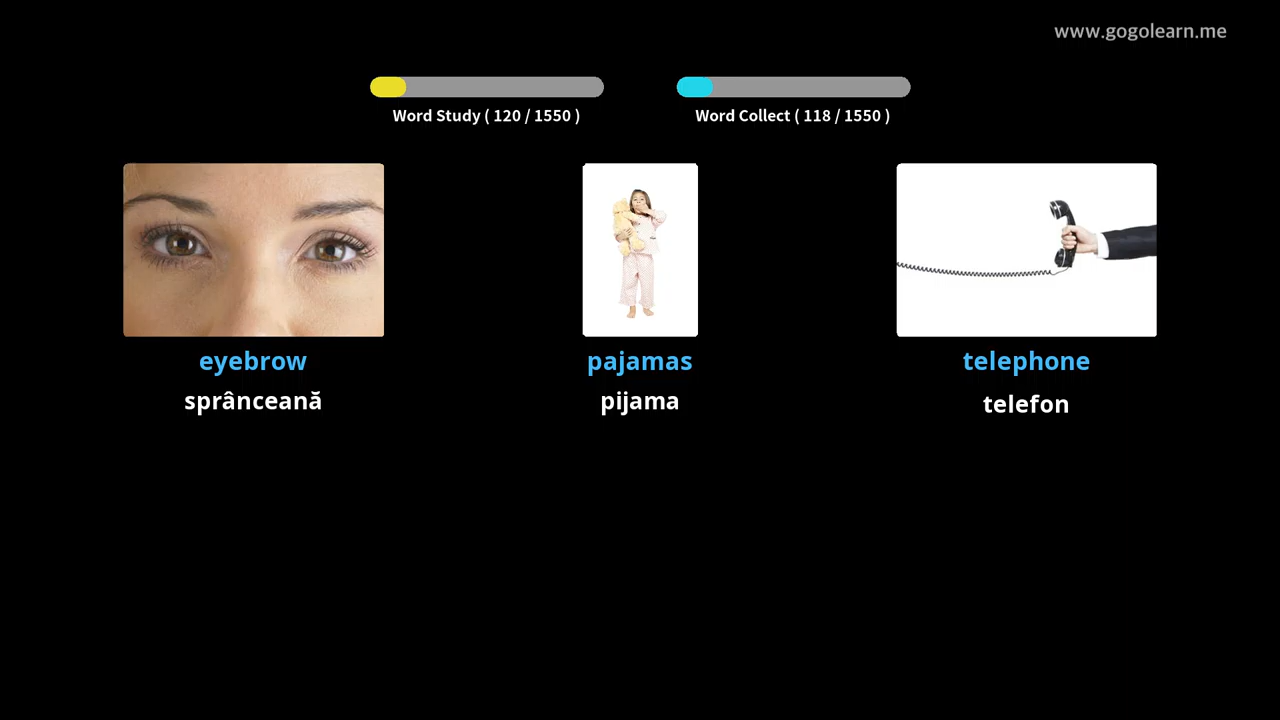 www.gogolearn.me
Word Study ( 120 / 1550 )
Word Collect ( 118 / 1550 )
eyebrow
sprânceană
pajamas
pijama
telephone
telefon